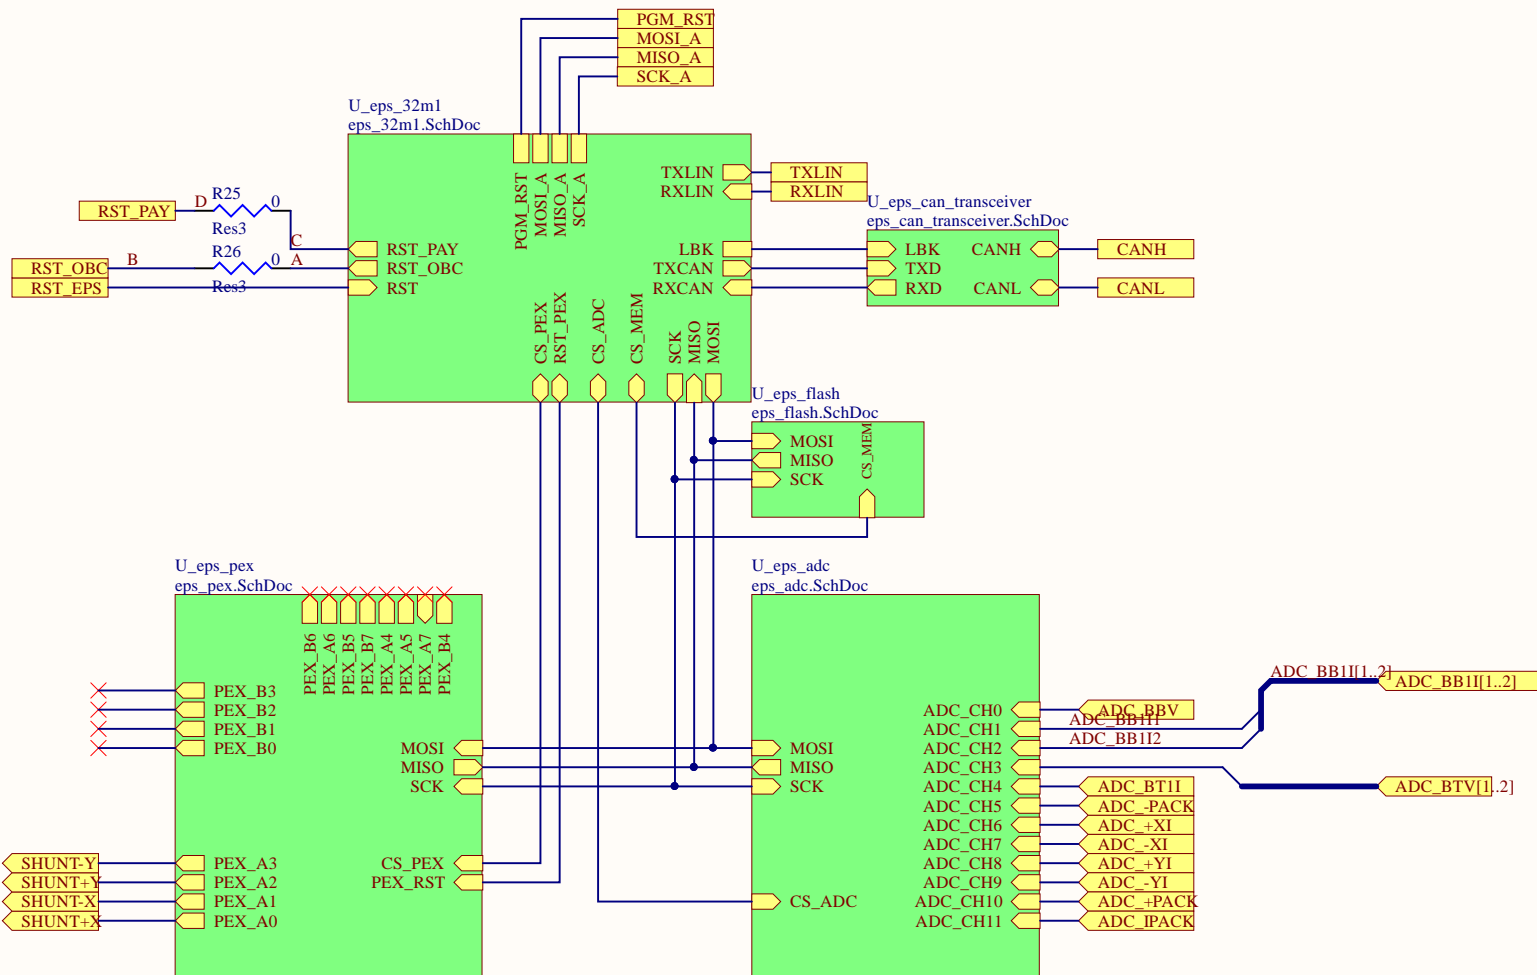 PGM_RST
MOSI_A
MISO_A
SCK_A
U_eps_32m1
eps_32m1.SchDoc
PGM_RST
MOSI_A
MISO_A
SCK_A
TXLIN
RXLIN
TXLIN
RXLIN
RST_PAY
D
R25
0
Res3
C
RST_PAY
RST_OBC
B
R26
0
A
Res3
RST_OBC
RST_EPS
RST
LBK
TXCAN
RXCAN
U_eps_can_transceiver
eps_can_transceiver.SchDoc
LBK
TXD
RXD
CANH
CANL
CANH
CANL
CS_PEX
RST_PEX
CS_ADC
CS_MEM
SCK
MISO
MOSI
U_eps_flash
eps_flash.SchDoc
MOSI
MISO
SCK
CS_MEM
U_eps_pex
eps_pex.SchDoc
PEX_B6
PEX_A6
PEX_B5
PEX_B7
PEX_A4
PEX_A5
PEX_A7
PEX_B4
PEX_B3
PEX_B2
PEX_B1
PEX_B0
MOSI
MISO
SCK
SHUNT-Y
SHUNT+Y
SHUNT-X
SHUNT+X
PEX_A3
PEX_A2
PEX_A1
PEX_A0
CS_PEX
PEX_RST
U_eps_adc
eps_adc.SchDoc
MOSI
MISO
SCK
CS_ADC
ADC_CH0
ADC_CH1
ADC_CH2
ADC_CH3
ADC_CH4
ADC_CH5
ADC_CH6
ADC_CH7
ADC_CH8
ADC_CH9
ADC_CH10
ADC_CH11
ADC_BBV
ADC_BB1I1
ADC_BB1I2
ADC_BT1I
ADC_-PACK
ADC_+XI
ADC_-XI
ADC_+YI
ADC_-YI
ADC_+PACK
ADC_IPACK
ADC_BB1I[1..2]
ADC_BB1I[1..2]
ADC_BTV[1..2]